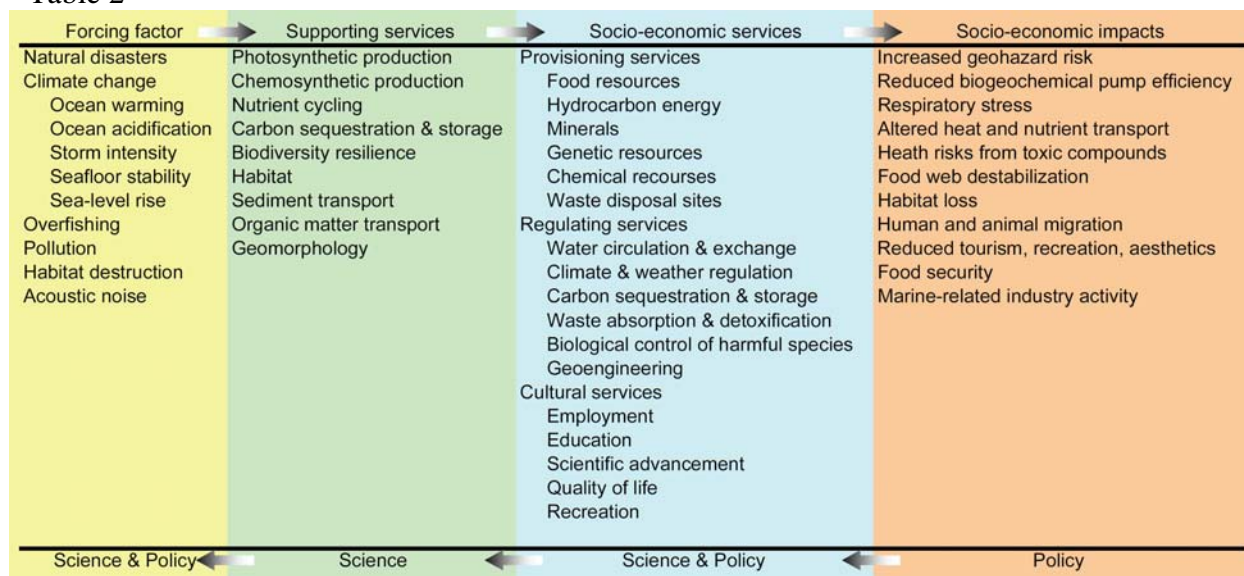 Table 2
Forcing factor
Supporting services
Socio-economic services
Socio-economic impacts
Natural disasters
Climate change
Ocean warming
Ocean acidification
Storm intensity
Seafloor stability
Sea-level rise
Overfishing
Pollution
Habitat destruction
Acoustic noise
Photosynthetic production
Chemosynthetic production
Nutrient cycling
Carbon sequestration & storage
Biodiversity resilience
Habitat
Sediment transport
Organic matter transport
Geomorphology
Provisioning services
Food resources
Hydrocarbon energy
Minerals
Genetic resources
Chemical recourses
Waste disposal sites
Regulating services
Water circulation & exchange
Climate & weather regulation
Carbon sequestration & storage
Waste absorption & detoxification
Biological control of harmful species
Geoengineering
Cultural services
Employment
Education
Scientific advancement
Quality of life
Recreation
Increased geohazard risk
Reduced biogeochemical pump efficiency
Respiratory stress
Altered heat and nutrient transport
Heath risks from toxic compounds
Food web destabilization
Habitat loss
Human and animal migration
Reduced tourism, recreation, aesthetics
Food security
Marine-related industry activity
Science & Policy
Science
Science & Policy
Policy